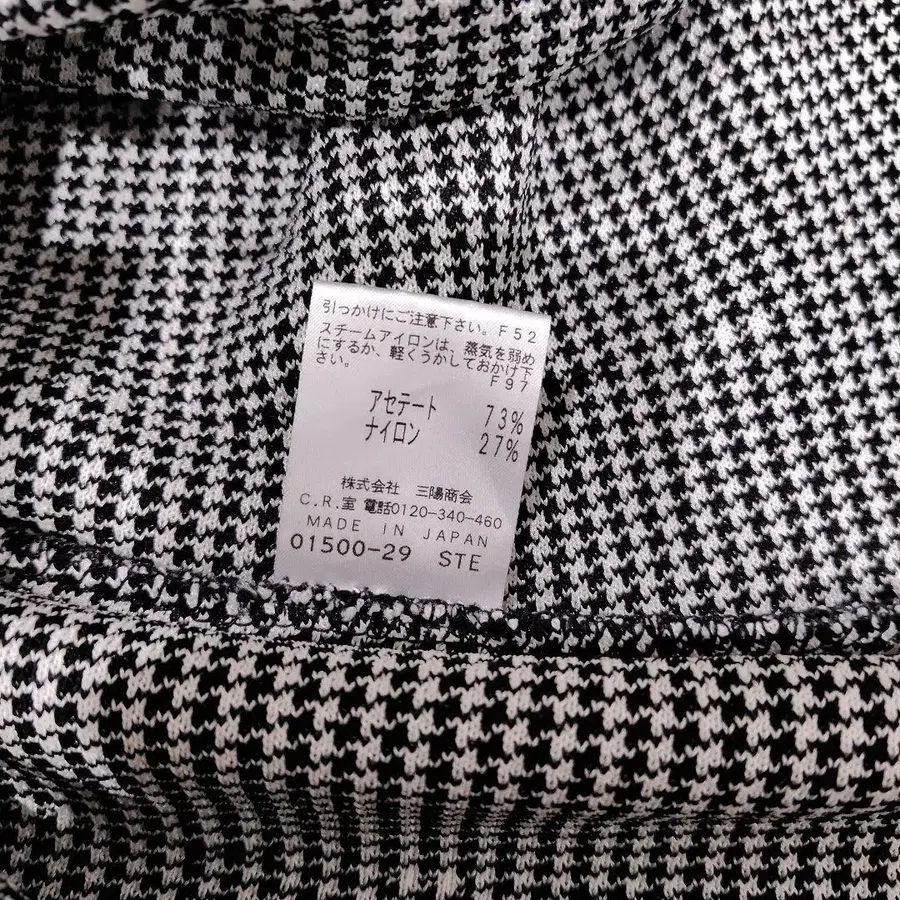 引っかけにご注意下さい。F52
スチームアイロンは、蒸気を弱め
にするか、軽くうかしておかけ下
さい。 F97
アセテート 73%
ナイロン 27%
株式会社 三陽商会
C.R.室 電話0120-340-460
MADE IN JAPAN
01500-29 STE